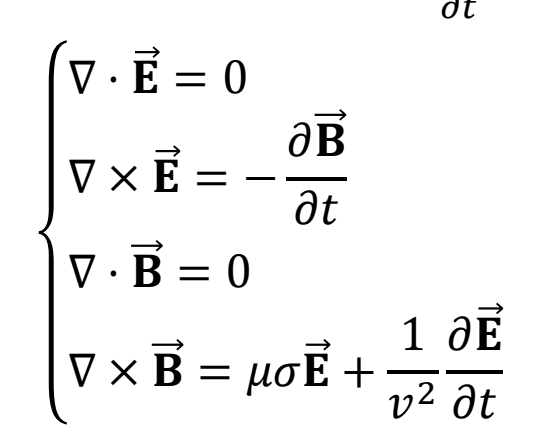 ∂t
∇ · E⃗ = 0
∇ × E⃗ = − ∂B⃗/∂t
∇ · B⃗ = 0
∇ × B⃗ = μσE⃗ + 1/v² ∂E⃗/∂t